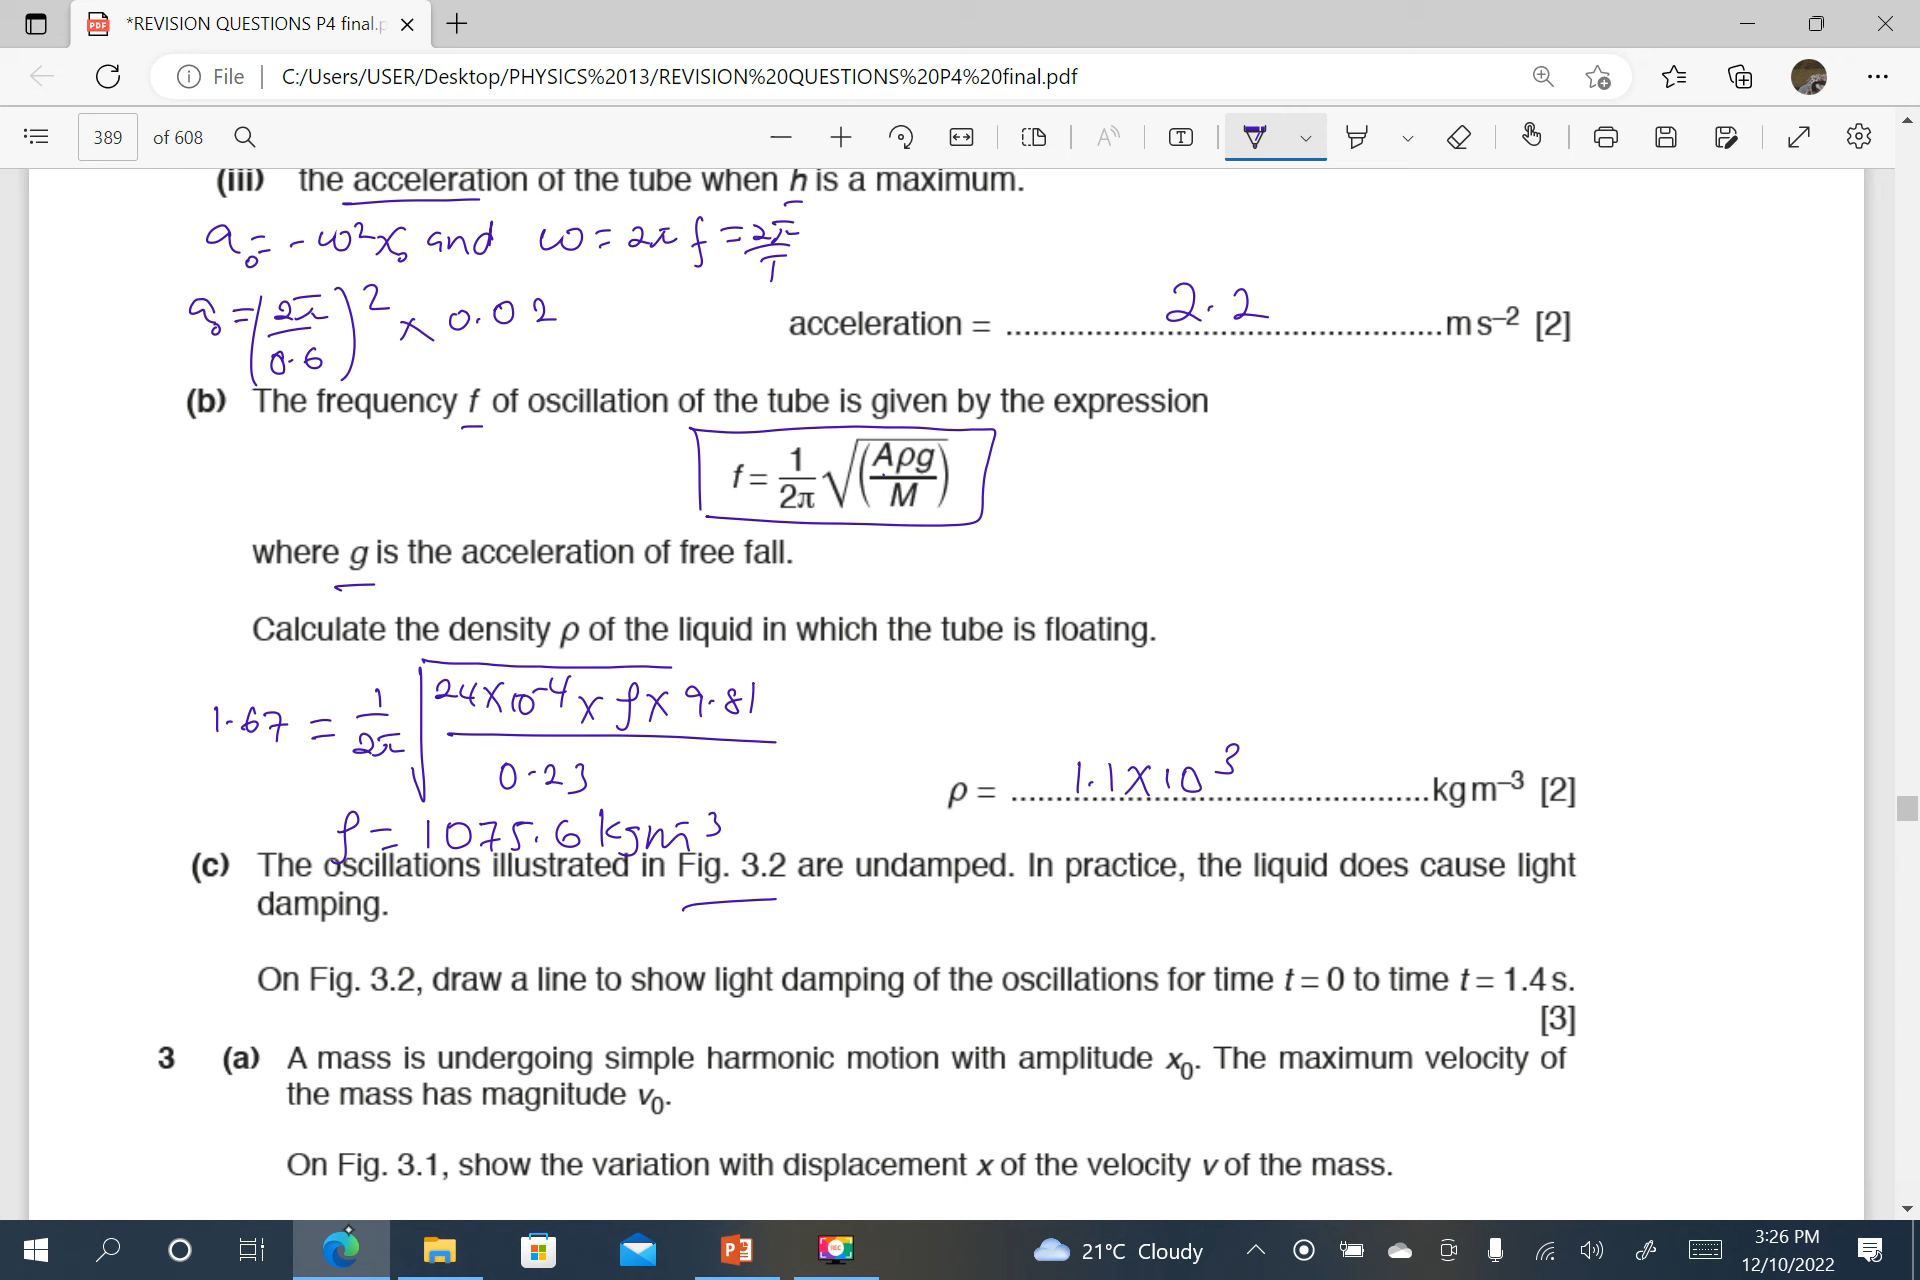 *REVISION QUESTIONS P4 final.p
File | C:/Users/USER/Desktop/PHYSICS%2013/REVISION%20QUESTIONS%20P4%20final.pdf
389 of 608
(iii) the acceleration of the tube when h is a maximum.
a₀ = -ω²x₀ and ω = 2π f = 2π/T
a₀ = (2π/0.6)² × 0.02
acceleration = ........ 2.2 ........ m s⁻² [2]
(b) The frequency f of oscillation of the tube is given by the expression
f = 1/2π √(Aρg/M)
where g is the acceleration of free fall.
Calculate the density ρ of the liquid in which the tube is floating.
1.67 = 1/2π √(24×10⁻⁴ × ρ × 9.81 / 0.23)
ρ = ........ 1.1×10³ ........ kg m⁻³ [2]
ρ = 1075.6 kgm⁻³
(c) The oscillations illustrated in Fig. 3.2 are undamped. In practice, the liquid does cause light
damping.
On Fig. 3.2, draw a line to show light damping of the oscillations for time t = 0 to time t = 1.4 s.
[3]
3 (a) A mass is undergoing simple harmonic motion with amplitude x₀. The maximum velocity of
the mass has magnitude v₀.
On Fig. 3.1, show the variation with displacement x of the velocity v of the mass.
21°C Cloudy
3:26 PM
12/10/2022